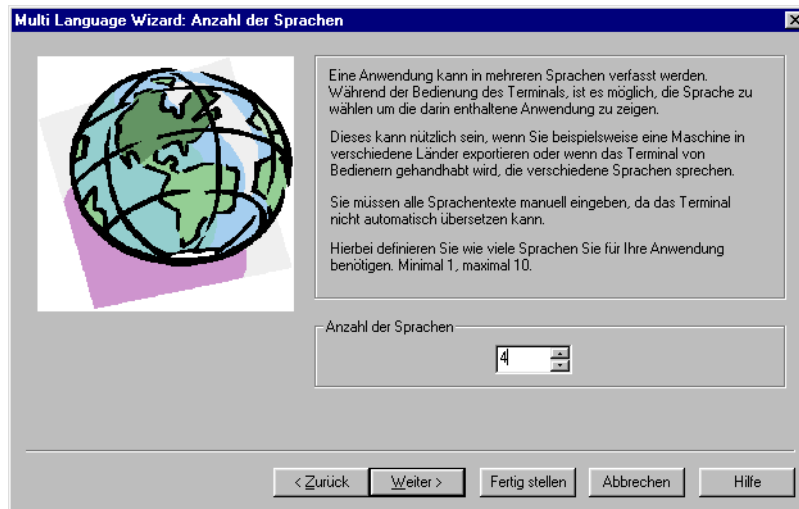 Multi Language Wizard: Anzahl der Sprachen
Eine Anwendung kann in mehreren Sprachen verfasst werden.
Während der Bedienung des Terminals, ist es möglich, die Sprache zu
wählen um die darin enthaltene Anwendung zu zeigen.
Dieses kann nützlich sein, wenn Sie beispielsweise eine Maschine in
verschiedene Länder exportieren oder wenn das Terminal von
Bedienern gehandhabt wird, die verschiedene Sprachen sprechen.
Sie müssen alle Sprachentexte manuell eingeben, da das Terminal
nicht automatisch übersetzen kann.
Hierbei definieren Sie wie viele Sprachen Sie für Ihre Anwendung
benötigen. Minimal 1, maximal 10.
Anzahl der Sprachen
4
< Zurück Weiter > Fertig stellen Abbrechen Hilfe